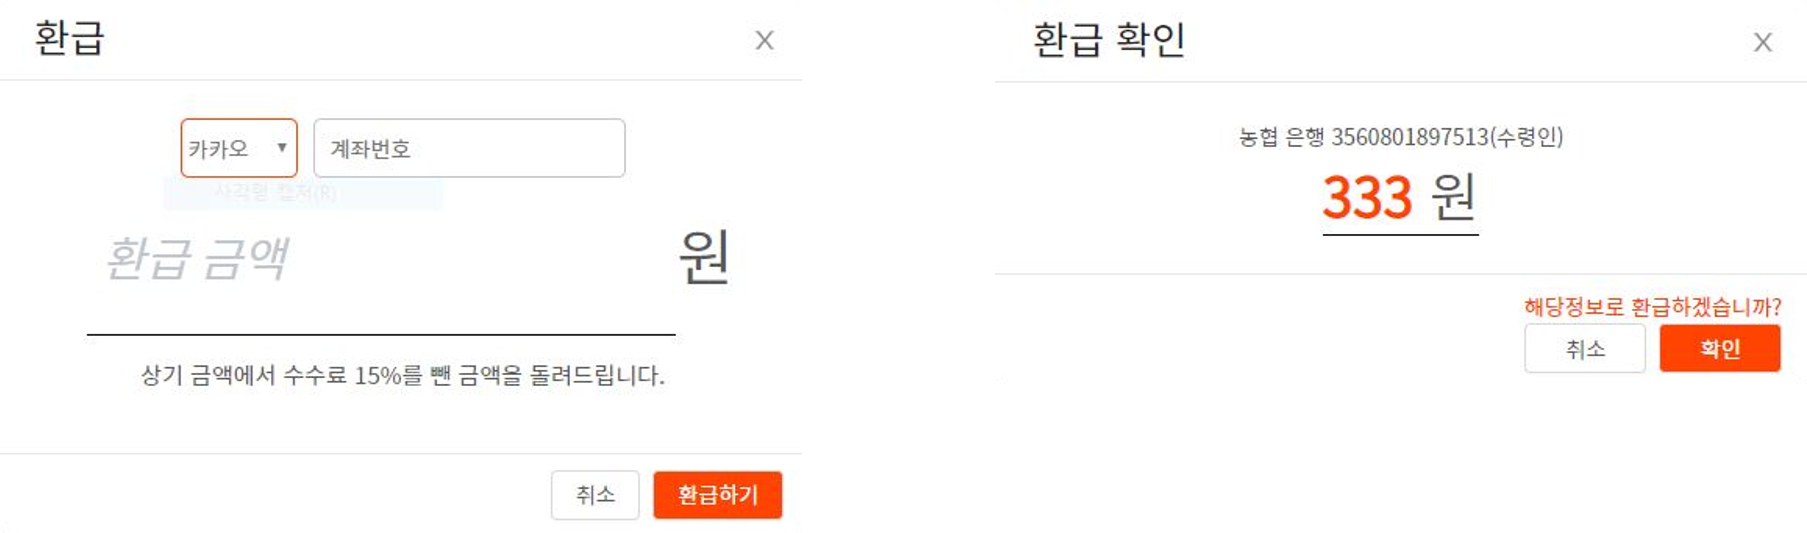 환급
X
카카오 ▼
계좌번호
사각형 캡처(R)
환급 금액
원
상기 금액에서 수수료 15%를 뺀 금액을 돌려드립니다.
취소
환급하기
환급 확인
X
농협 은행 3560801897513(수령인)
333 원
해당정보로 환급하겠습니까?
취소
확인